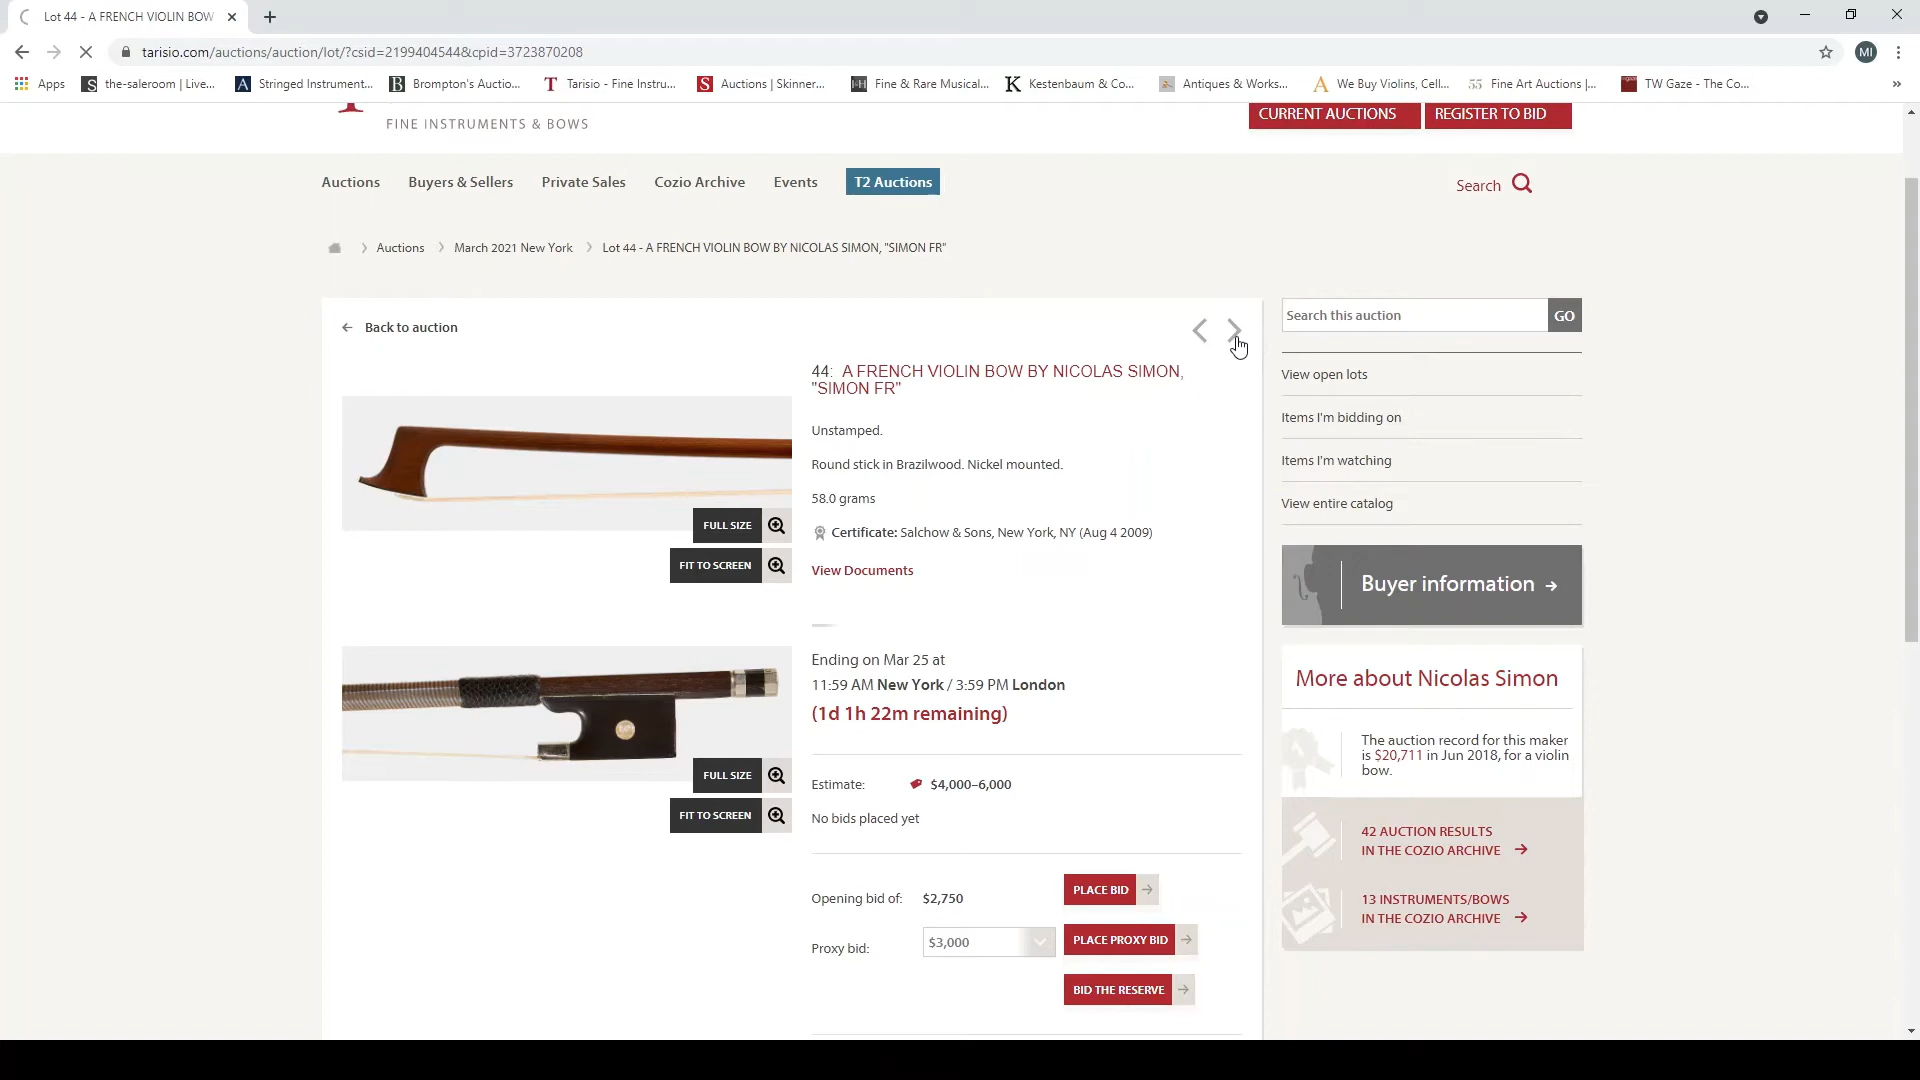 Lot 44 - A FRENCH VIOLIN BOW
tarisio.com/auctions/auction/lot/?csid=2199404544&cpid=3723870208
MI
Apps
the-saleroom | Live...
Stringed Instrument...
Brompton's Auctio...
Tarisio - Fine Instru...
Auctions | Skinner...
Fine & Rare Musical...
Kestenbaum & Co...
Antiques & Works...
We Buy Violins, Cell...
Fine Art Auctions |...
TW Gaze - The Co...
FINE INSTRUMENTS & BOWS
CURRENT AUCTIONS
REGISTER TO BID
Auctions
Buyers & Sellers
Private Sales
Cozio Archive
Events
T2 Auctions
Search
Auctions
March 2021 New York
Lot 44 - A FRENCH VIOLIN BOW BY NICOLAS SIMON, "SIMON FR"
Back to auction
44: A FRENCH VIOLIN BOW BY NICOLAS SIMON,
"SIMON FR"
Unstamped.
Round stick in Brazilwood. Nickel mounted.
58.0 grams
Certificate: Salchow & Sons, New York, NY (Aug 4 2009)
View Documents
FULL SIZE
FIT TO SCREEN
FULL SIZE
FIT TO SCREEN
Ending on Mar 25 at
11:59 AM New York / 3:59 PM London
(1d 1h 22m remaining)
Estimate: $4,000–6,000
No bids placed yet
Opening bid of: $2,750
PLACE BID
Proxy bid: $3,000
PLACE PROXY BID
BID THE RESERVE
Search this auction
GO
View open lots
Items I'm bidding on
Items I'm watching
View entire catalog
Buyer information
More about Nicolas Simon
The auction record for this maker
is $20,711 in Jun 2018, for a violin
bow.
42 AUCTION RESULTS
IN THE COZIO ARCHIVE
13 INSTRUMENTS/BOWS
IN THE COZIO ARCHIVE